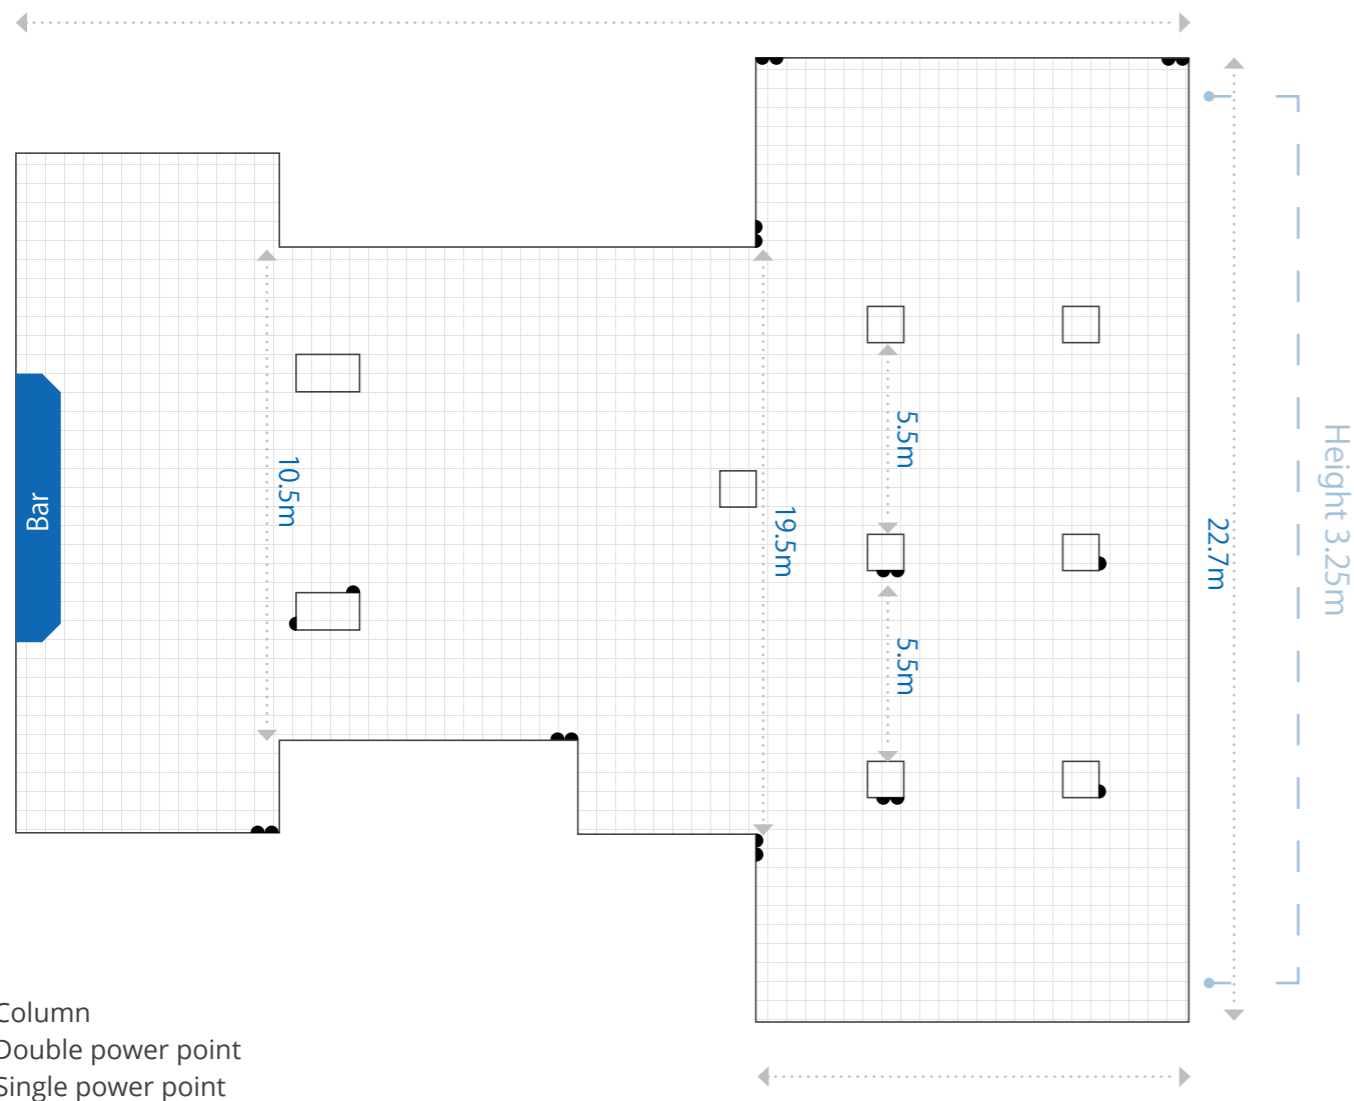 Bar
10.5m
19.5m
5.5m
5.5m
22.7m
Height 3.25m
Column
Double power point
Single power point